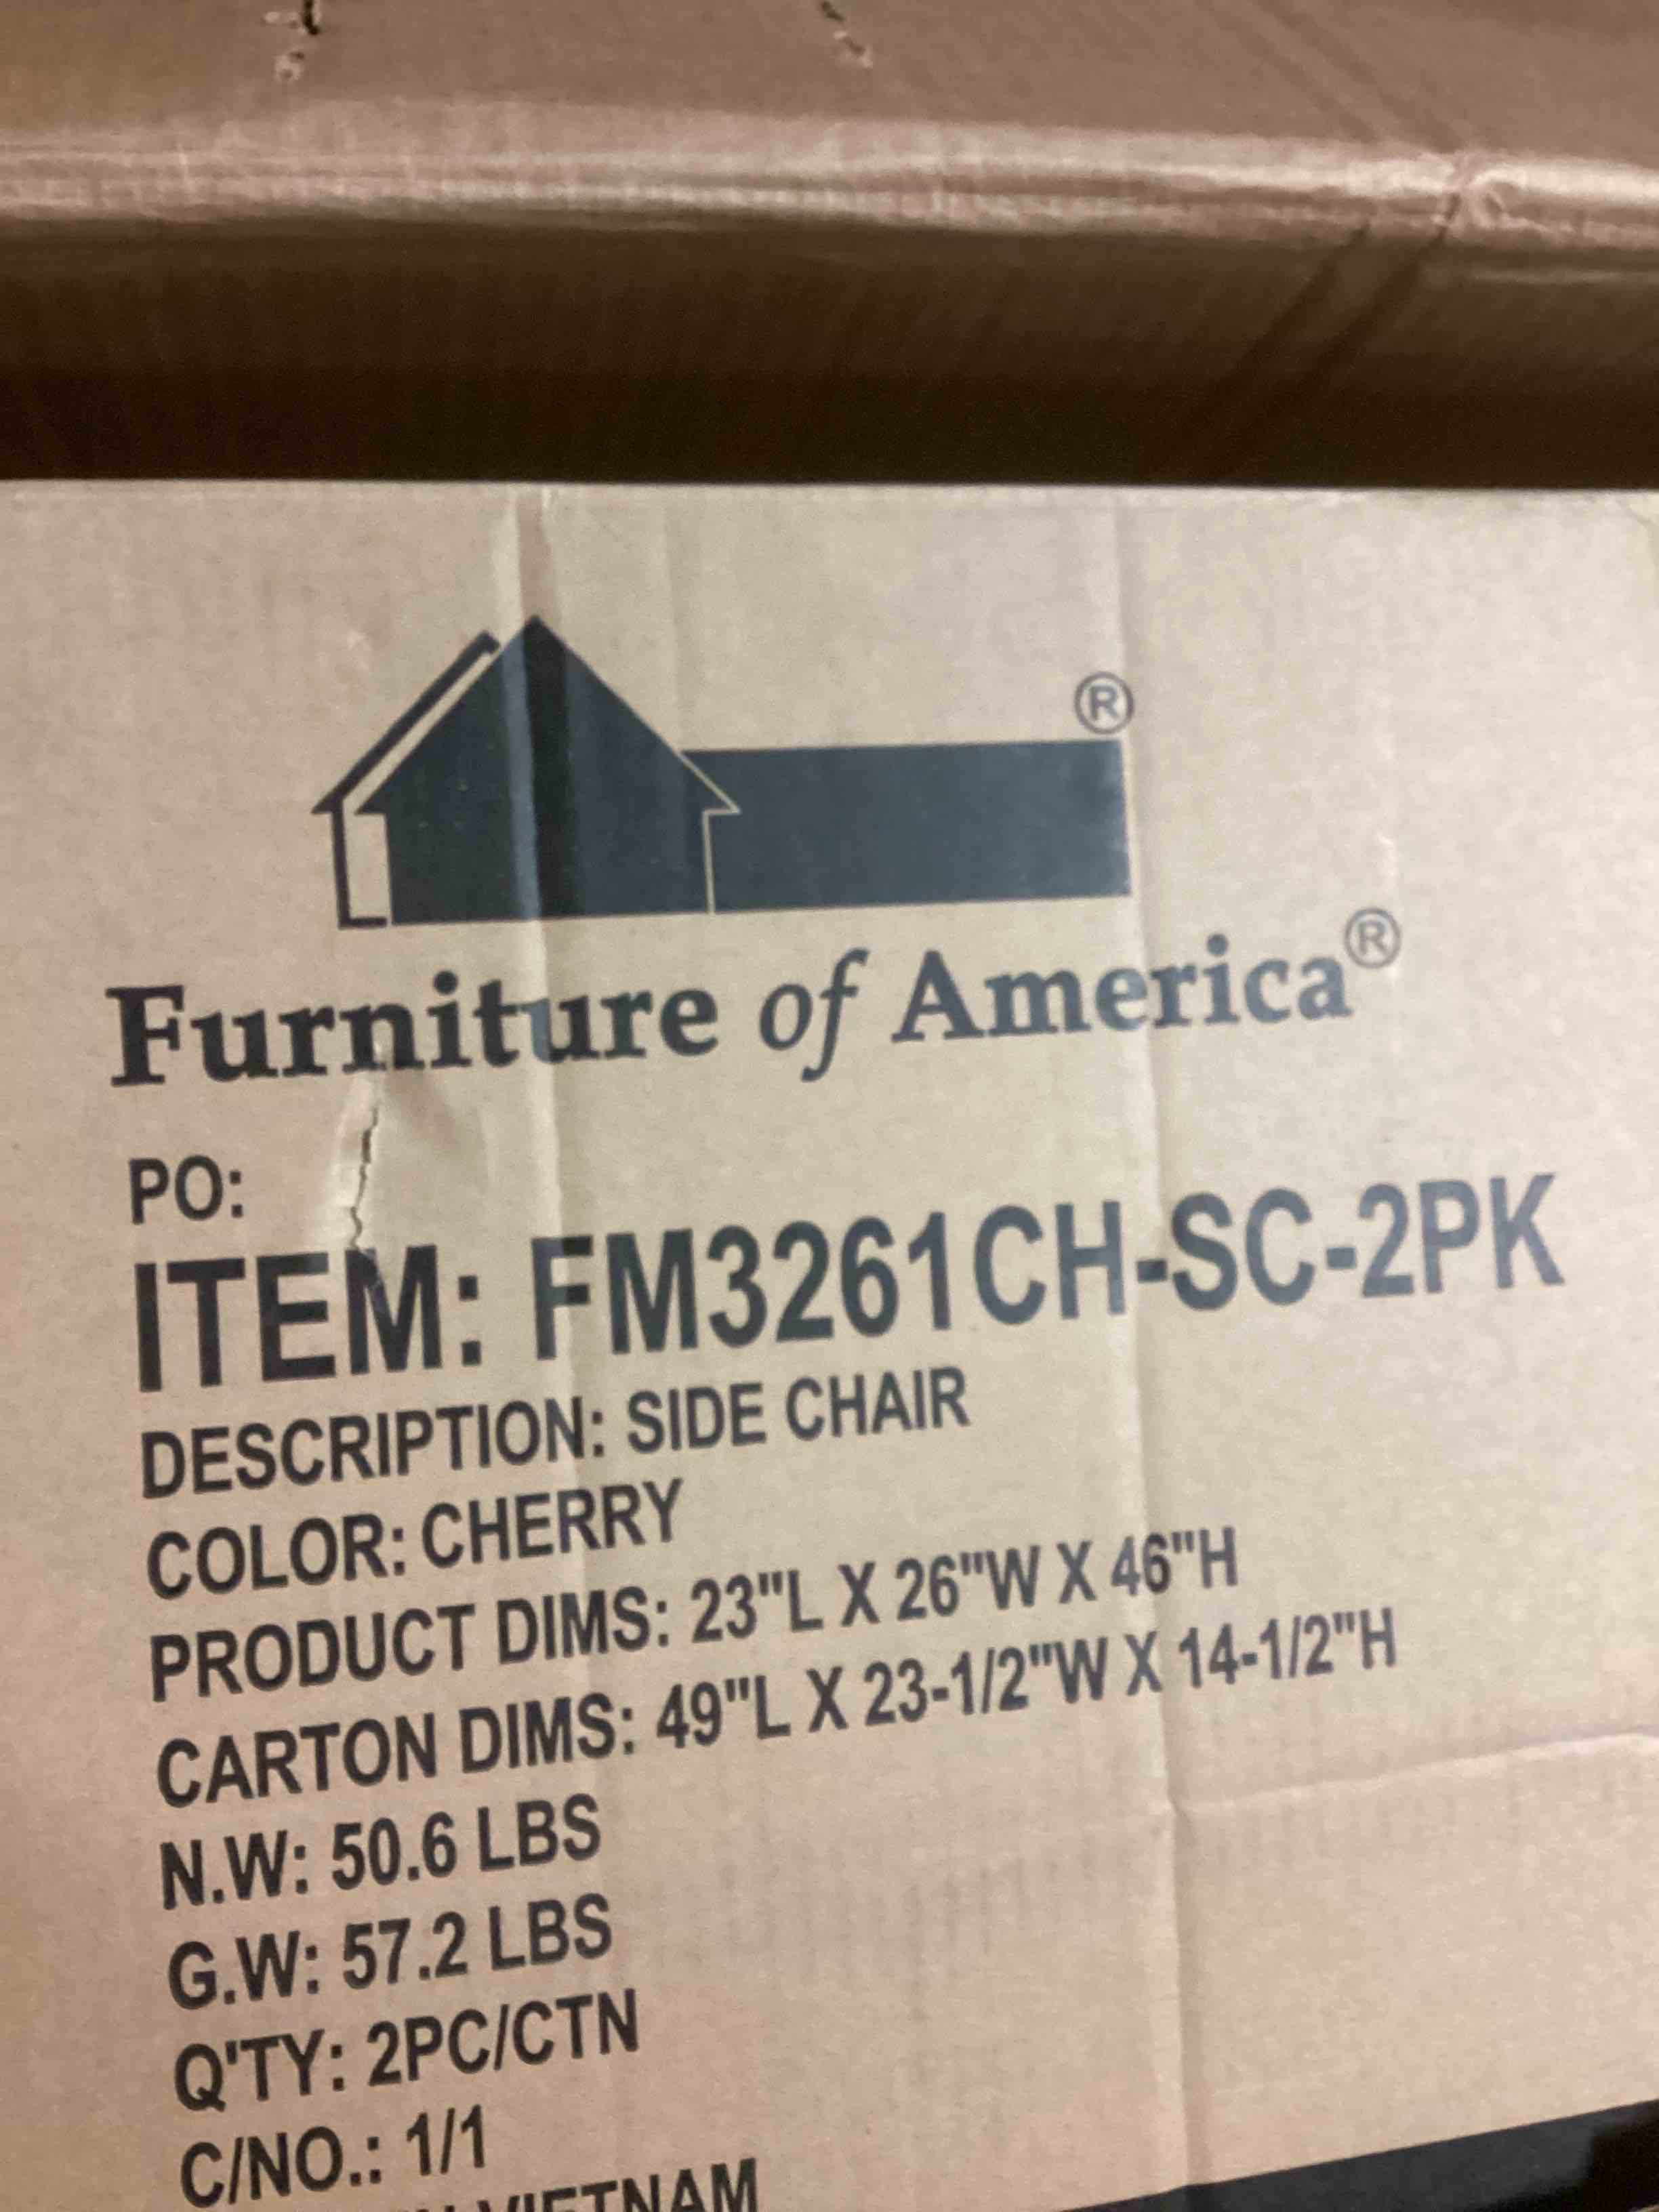 ®
Furniture of America®
PO:
ITEM: FM3261CH-SC-2PK
DESCRIPTION: SIDE CHAIR
COLOR: CHERRY
PRODUCT DIMS: 23"L X 26"W X 46"H
CARTON DIMS: 49"L X 23-1/2"W X 14-1/2"H
N.W: 50.6 LBS
G.W: 57.2 LBS
Q'TY: 2PC/CTN
C/NO.: 1/1
VIETNAM